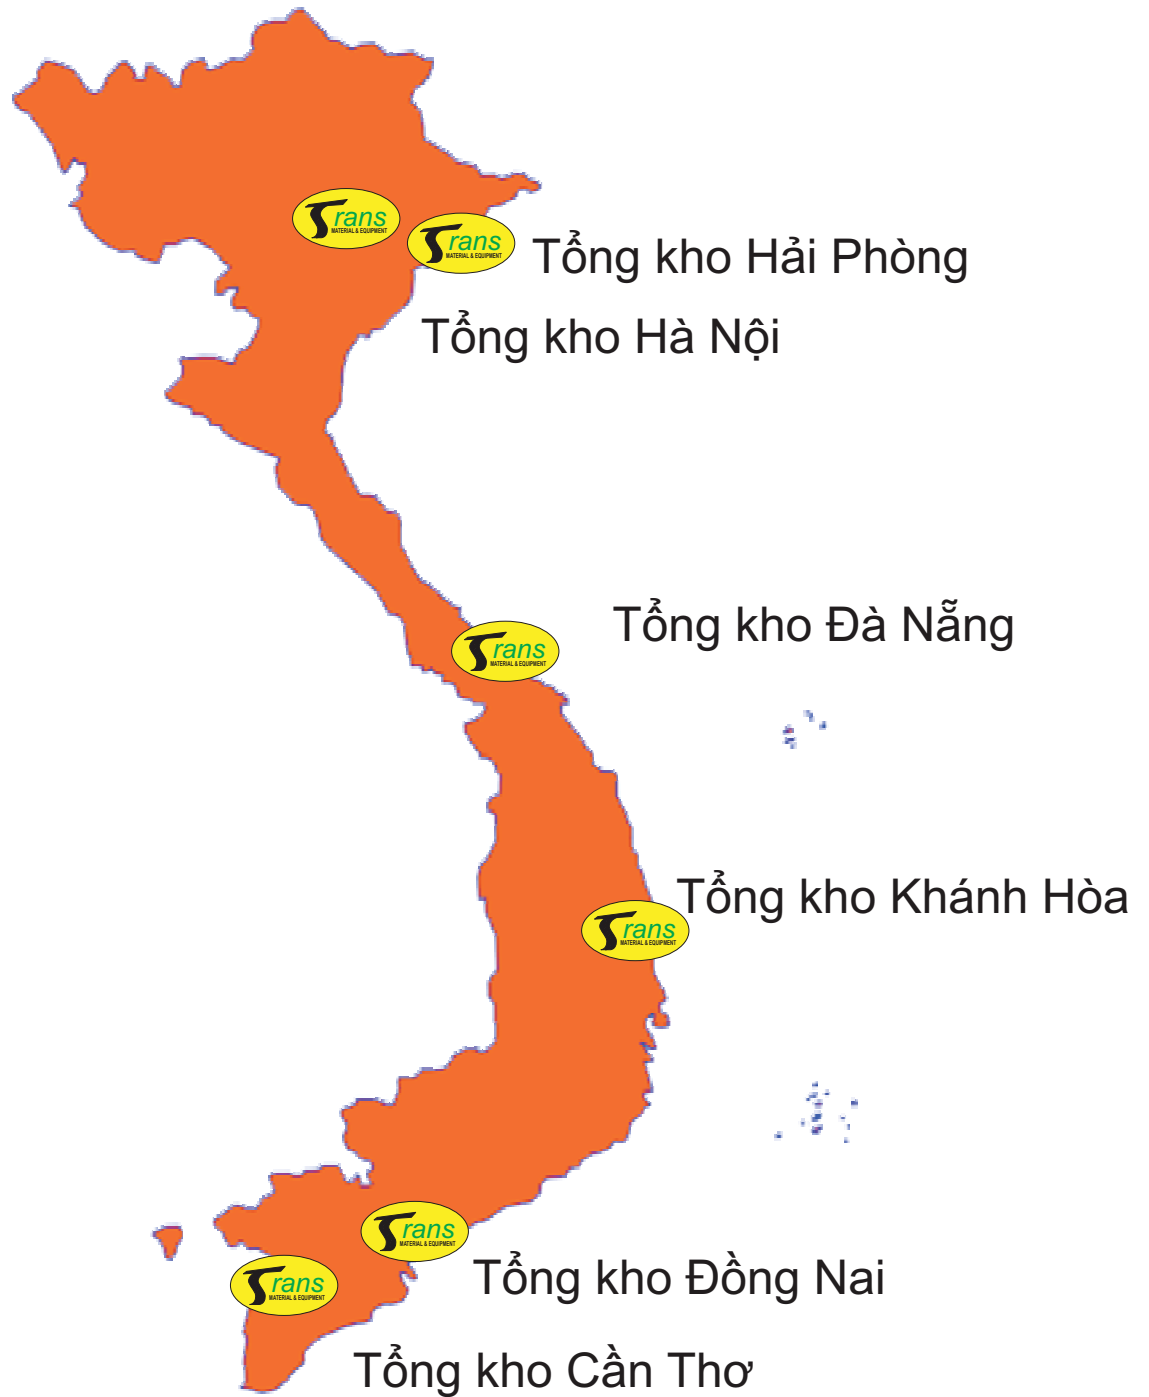 Trans
MATERIAL & EQUIPMENT
Trans
MATERIAL & EQUIPMENT
Tổng kho Hải Phòng
Tổng kho Hà Nội
Tổng kho Đà Nẵng
Trans
MATERIAL & EQUIPMENT
Tổng kho Khánh Hòa
Trans
MATERIAL & EQUIPMENT
Trans
MATERIAL & EQUIPMENT
Tổng kho Đồng Nai
Trans
MATERIAL & EQUIPMENT
Tổng kho Cần Thơ